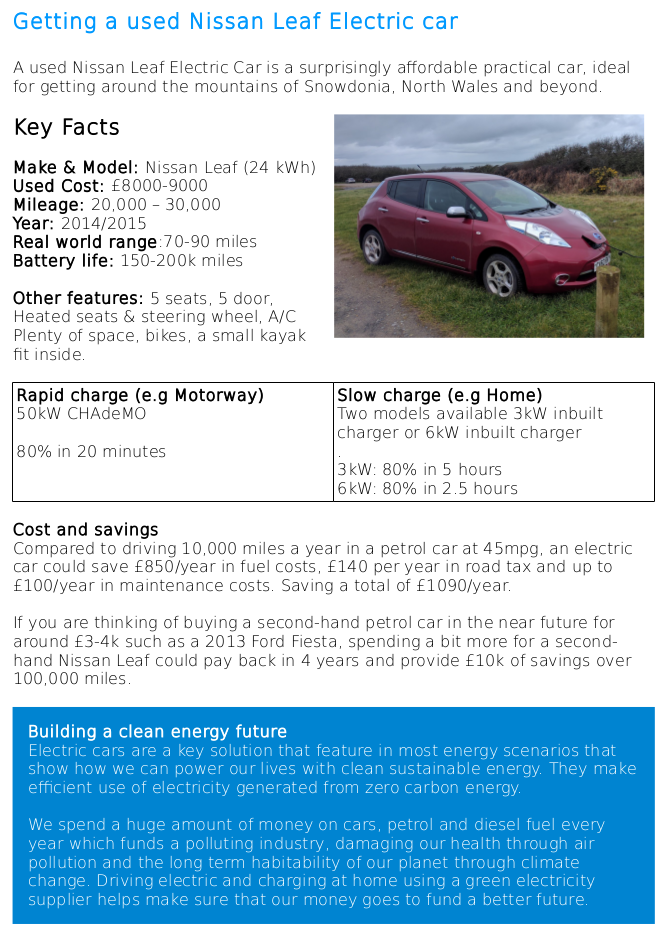 Getting a used Nissan Leaf Electric car
A used Nissan Leaf Electric Car is a surprisingly affordable practical car, ideal
for getting around the mountains of Snowdonia, North Wales and beyond.
Key Facts
Make & Model: Nissan Leaf (24 kWh)
Used Cost: £8000-9000
Mileage: 20,000 – 30,000
Year: 2014/2015
Real world range:70-90 miles
Battery life: 150-200k miles
Other features: 5 seats, 5 door,
Heated seats & steering wheel, A/C
Plenty of space, bikes, a small kayak
fit inside.
Rapid charge (e.g Motorway)
50kW CHAdeMO
80% in 20 minutes
Slow charge (e.g Home)
Two models available 3kW inbuilt
charger or 6kW inbuilt charger
.
3kW: 80% in 5 hours
6kW: 80% in 2.5 hours
Cost and savings
Compared to driving 10,000 miles a year in a petrol car at 45mpg, an electric
car could save £850/year in fuel costs, £140 per year in road tax and up to
£100/year in maintenance costs. Saving a total of £1090/year.
If you are thinking of buying a second-hand petrol car in the near future for
around £3-4k such as a 2013 Ford Fiesta, spending a bit more for a second-
hand Nissan Leaf could pay back in 4 years and provide £10k of savings over
100,000 miles.
Building a clean energy future
Electric cars are a key solution that feature in most energy scenarios that
show how we can power our lives with clean sustainable energy. They make
efficient use of electricity generated from zero carbon energy.
We spend a huge amount of money on cars, petrol and diesel fuel every
year which funds a polluting industry, damaging our health through air
pollution and the long term habitability of our planet through climate
change. Driving electric and charging at home using a green electricity
supplier helps make sure that our money goes to fund a better future.